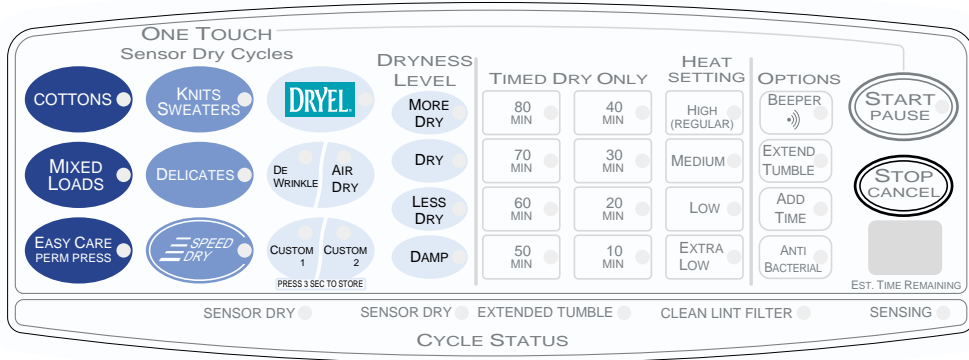 ONE TOUCH
Sensor Dry Cycles
COTTONS
KNITS
SWEATERS
DRYEL
MIXED
LOADS
DELICATES
DE
WRINKLE
AIR
DRY
EASY CARE
PERM PRESS
SPEED
DRY
CUSTOM
1
CUSTOM
2
PRESS 3 SEC TO STORE
DRYNESS
LEVEL
MORE
DRY
DRY
LESS
DRY
DAMP
TIMED DRY ONLY
80
MIN
40
MIN
70
MIN
30
MIN
60
MIN
20
MIN
50
MIN
10
MIN
HEAT
SETTING
HIGH
(REGULAR)
MEDIUM
LOW
EXTRA
LOW
OPTIONS
BEEPER
EXTEND
TUMBLE
ADD
TIME
ANTI
BACTERIAL
START
PAUSE
STOP
CANCEL
EST. TIME REMAINING
SENSOR DRY SENSOR DRY EXTENDED TUMBLE CLEAN LINT FILTER SENSING
CYCLE STATUS